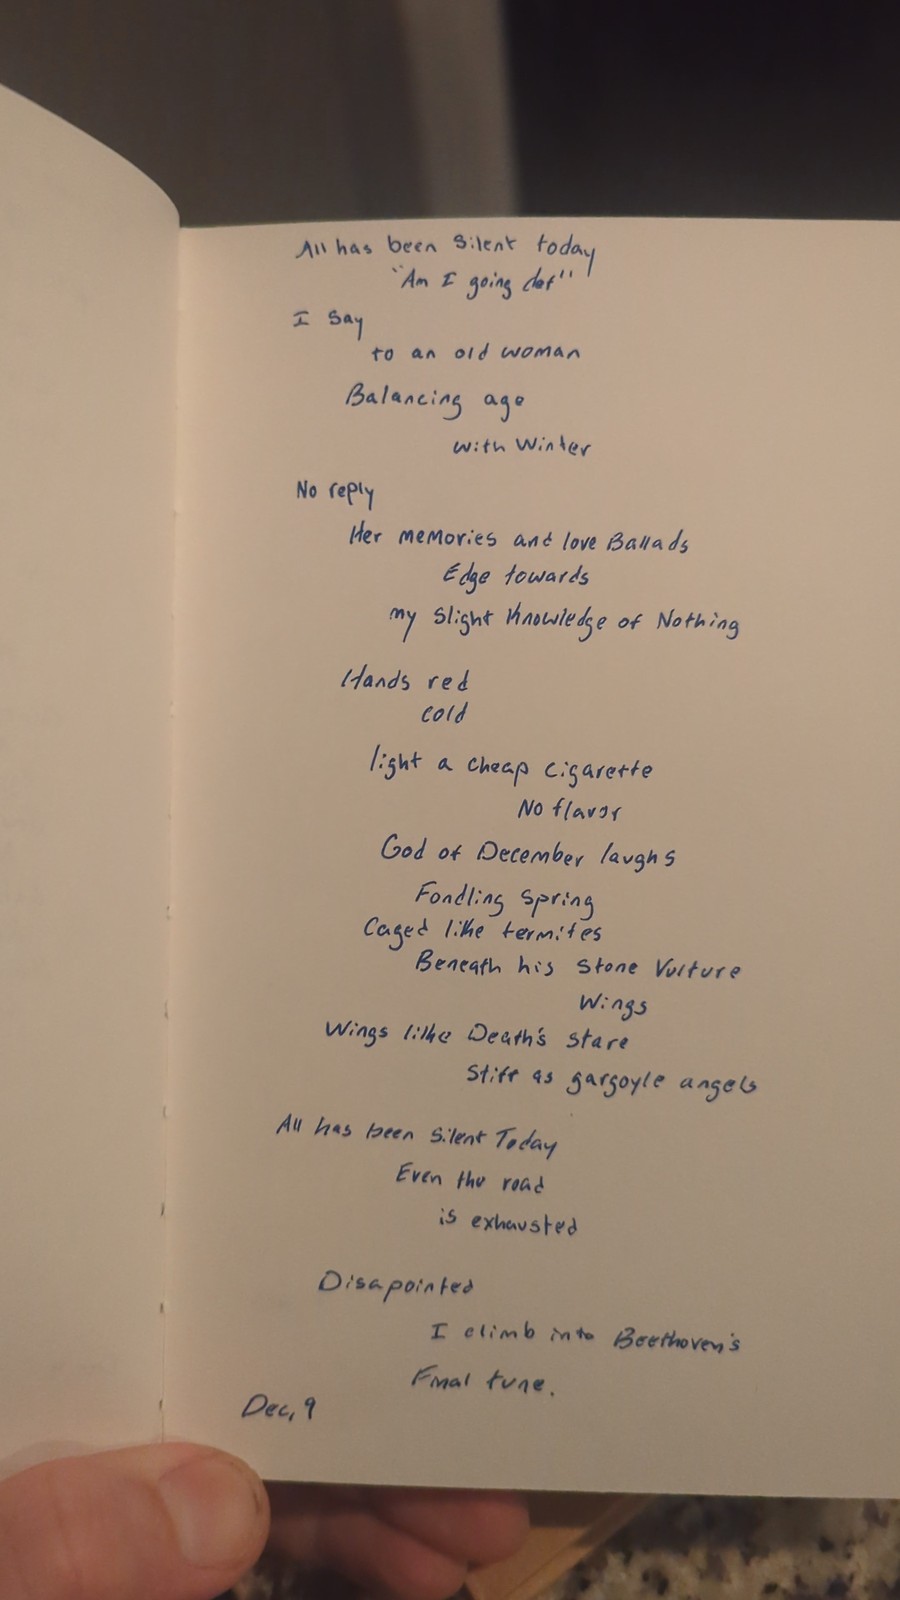 All has been Silent today
"Am I going def"
I Say
to an old woman
Balancing age
with Winter
No reply
Her memories and love Ballads
Edge towards
my Slight Knowledge of Nothing
Hands red
cold
light a cheap cigarette
No flavor
God of December laughs
Fondling Spring
Caged like termites
Beneath his Stone Vulture
Wings
Wings like Death's stare
Stiff as gargoyle angels
All has been Silent Today
Even the road
is exhausted
Disapointed
I climb into Beethoven's
Final tune.
Dec, 9